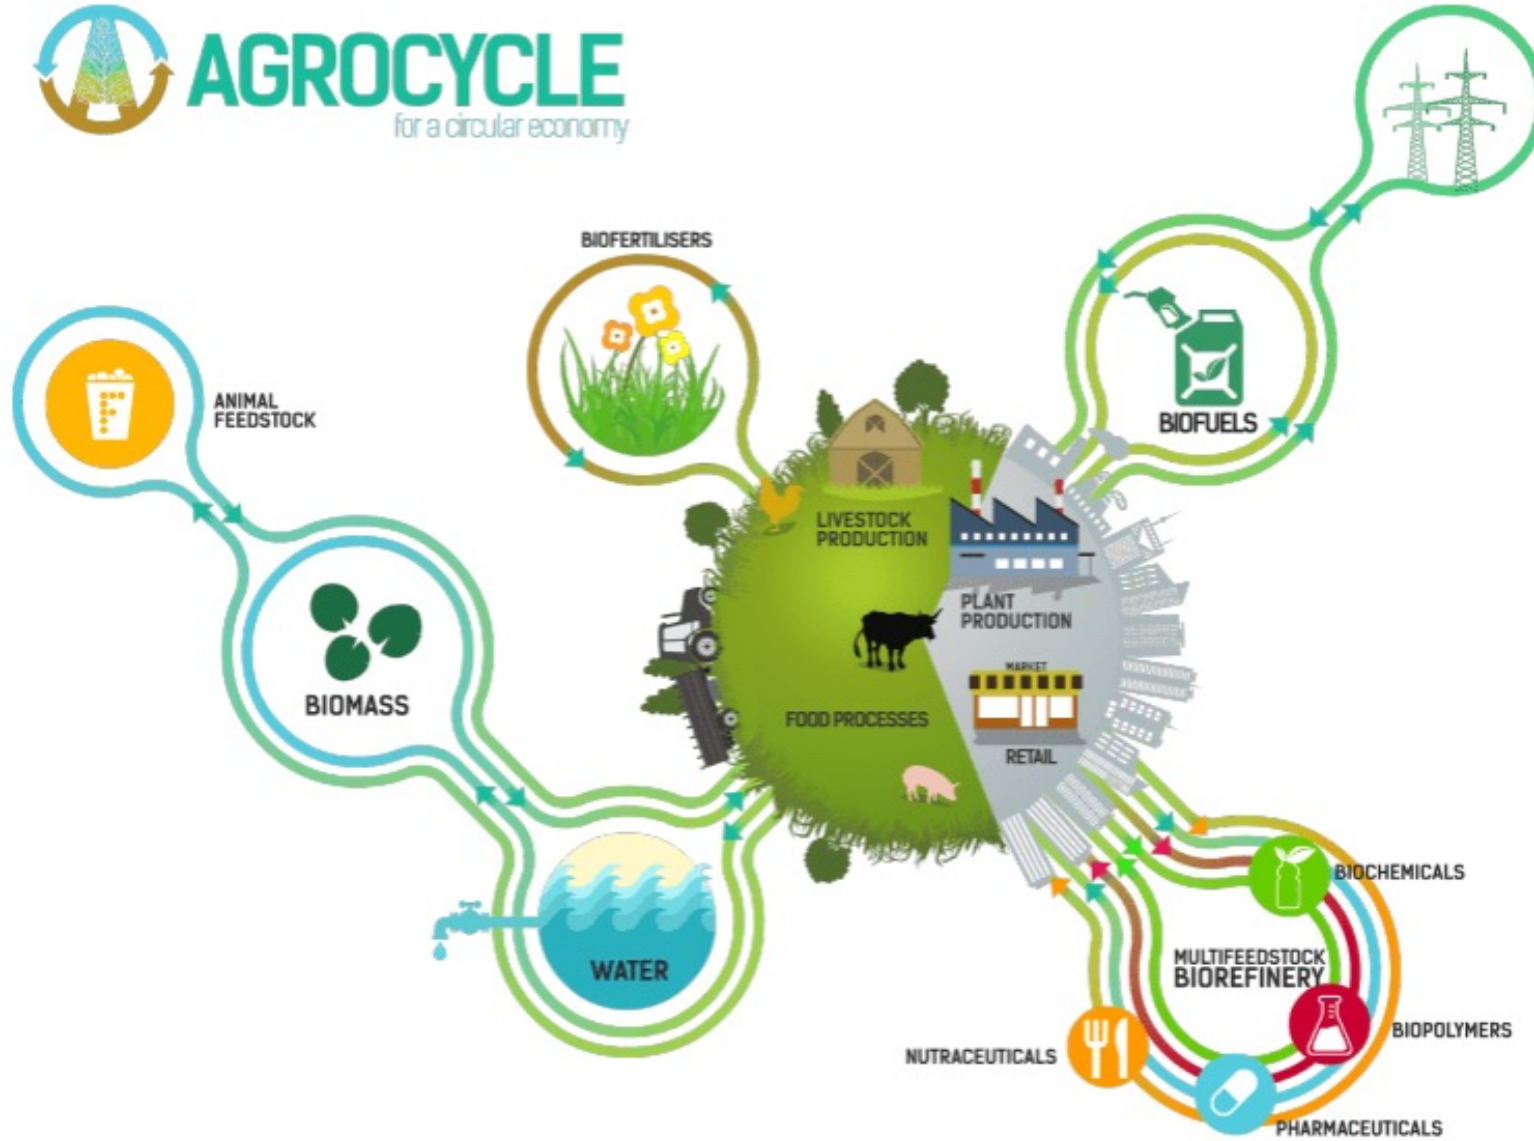 AGROCYCLE
for a circular economy
BIOFERTILISERS
ANIMAL
FEEDSTOCK
BIOFUELS
LIVESTOCK
PRODUCTION
PLANT
PRODUCTION
MARKET
BIOMASS
FOOD PROCESSES
RETAIL
WATER
BIOCHEMICALS
MULTIFEEDSTOCK
BIOREFINERY
BIOPOLYMERS
NUTRACEUTICALS
PHARMACEUTICALS
F